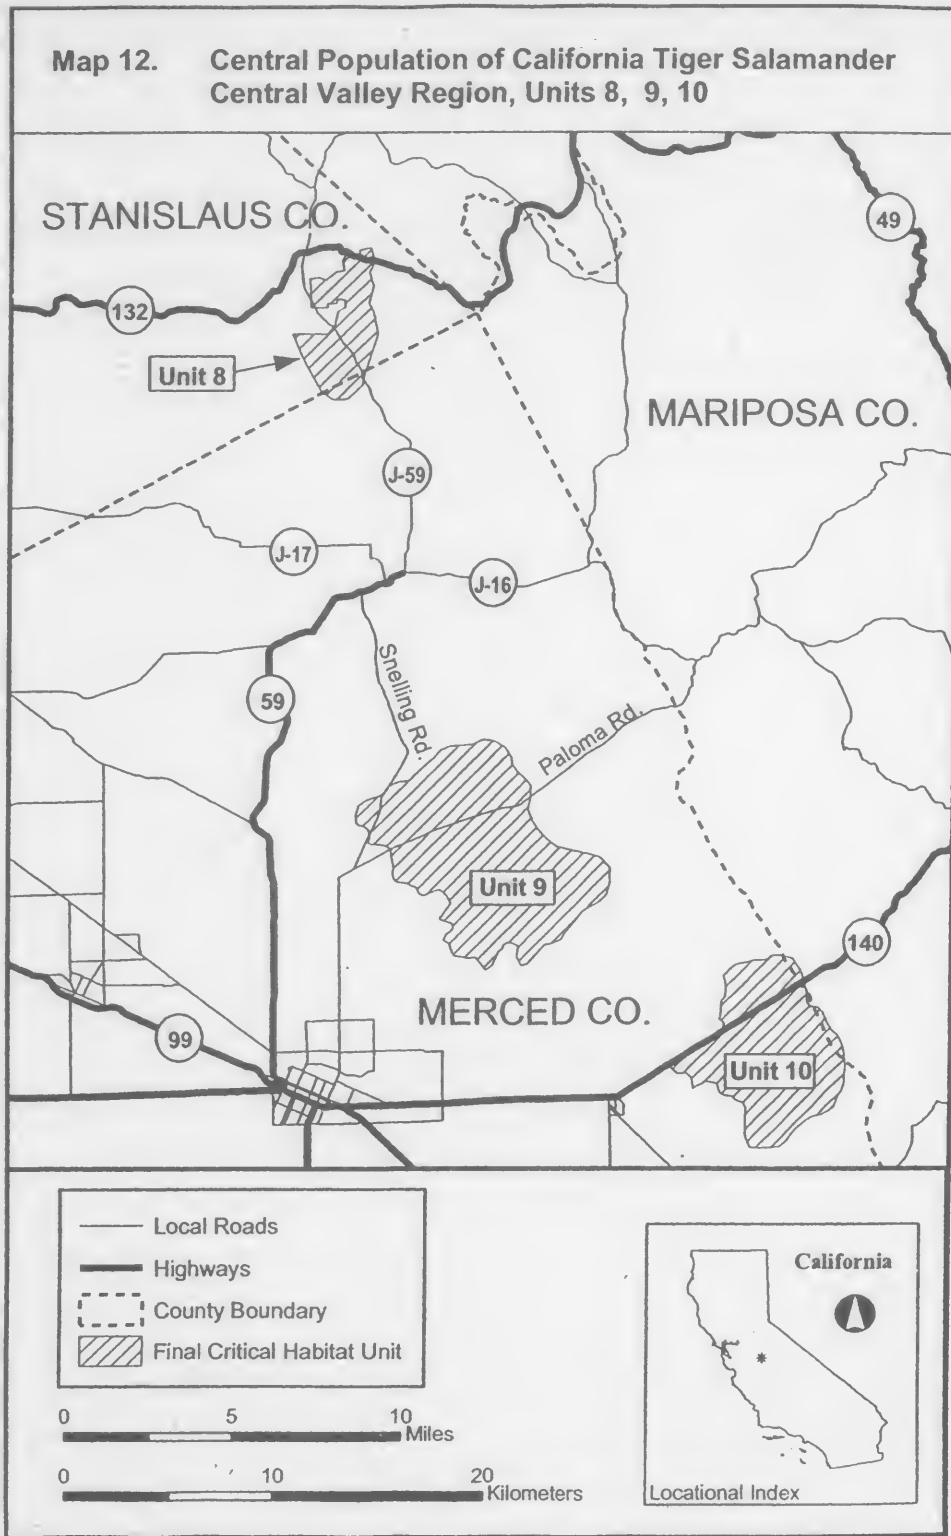 Map 12. Central Population of California Tiger Salamander
Central Valley Region, Units 8, 9, 10
STANISLAUS CO.
49
132
Unit 8
MARIPOSA CO.
J-59
J-17
J-16
Snelling Rd.
59
Paloma Rd.
Unit 9
140
MERCED CO.
99
Unit 10
Local Roads
Highways
County Boundary
Final Critical Habitat Unit
0 5 10
Miles
0 10 20
Kilometers
California
Locational Index